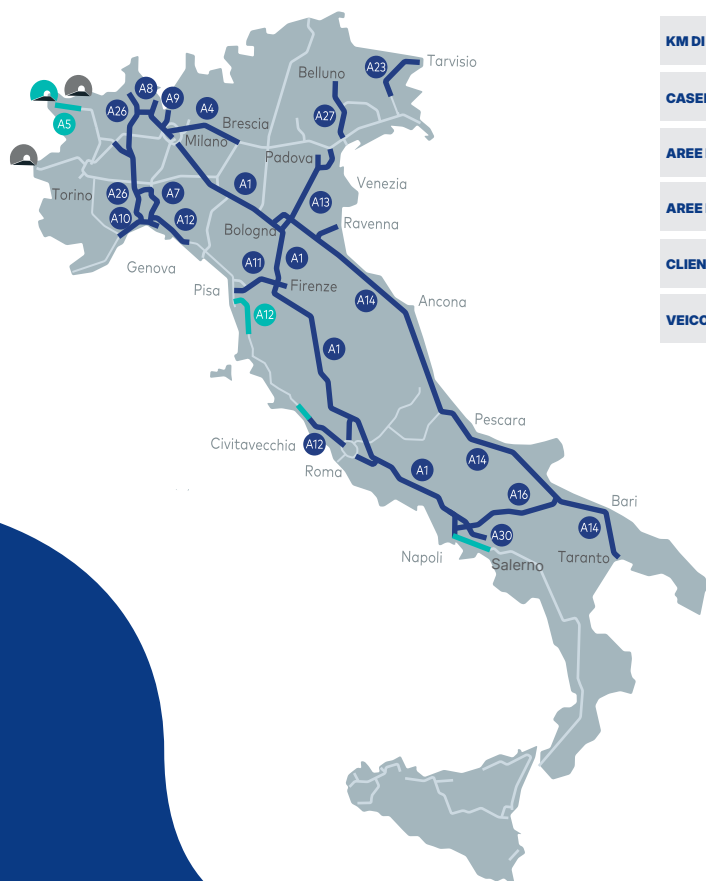 KM DI
CASEL
AREE
AREE
CLIEN
VEICO
Tarvisio
A23
Belluno
A8
A9
A4
A26
A27
A5
Brescia
Milano
Padova
Venezia
A1
Torino
A26
A7
A13
A10
A12
Ravenna
Bologna
Genova
A11
A1
Pisa
Firenze
A14
Ancona
A12
A1
Pescara
Civitavecchia
A12
Roma
A14
A1
A16
Bari
A14
A30
Napoli
Salerno
Taranto